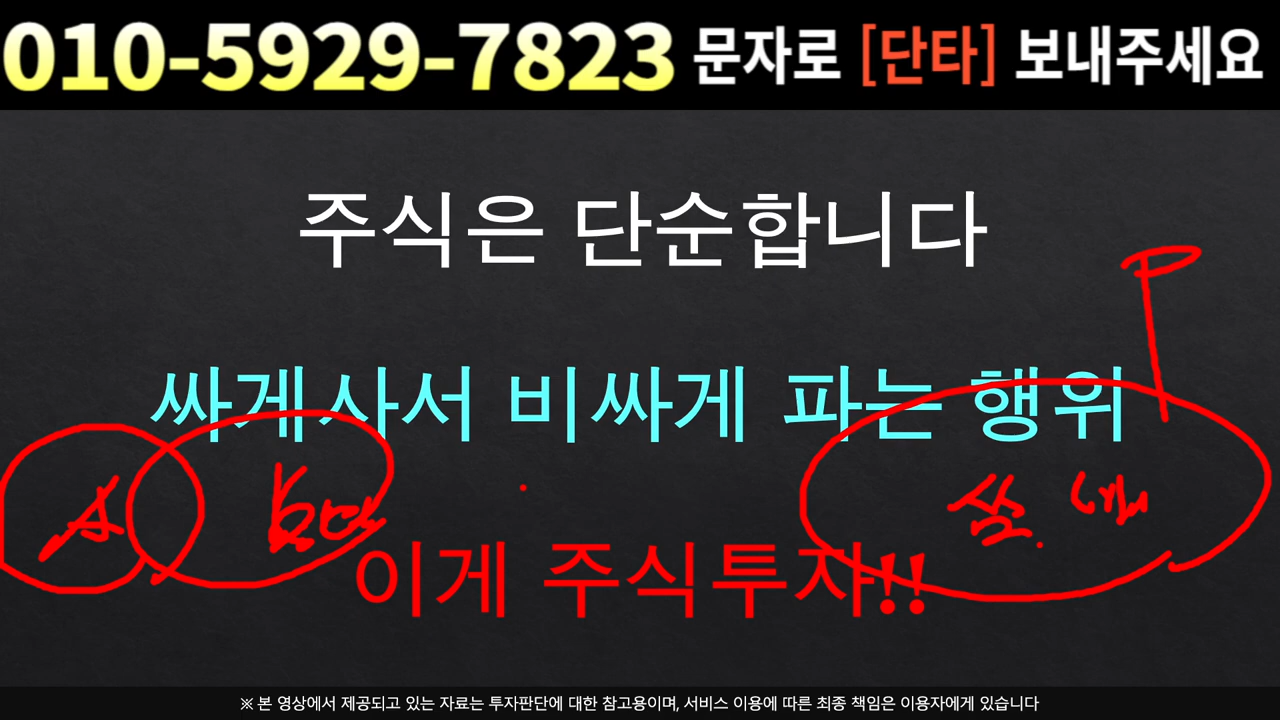 010-5929-7823 문자로 [단타] 보내주세요
주식은 단순합니다
싸게사서 비싸게 파는 행위
이게 주식투자!!
※ 본 영상에서 제공되고 있는 자료는 투자판단에 대한 참고용이며, 서비스 이용에 따른 최종 책임은 이용자에게 있습니다